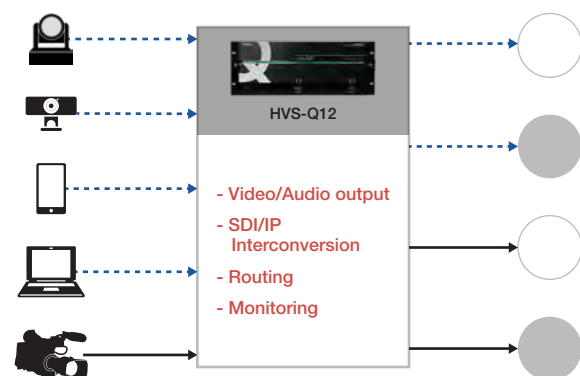 HVS-Q12
- Video/Audio output
- SDI/IP
Interconversion
- Routing
- Monitoring